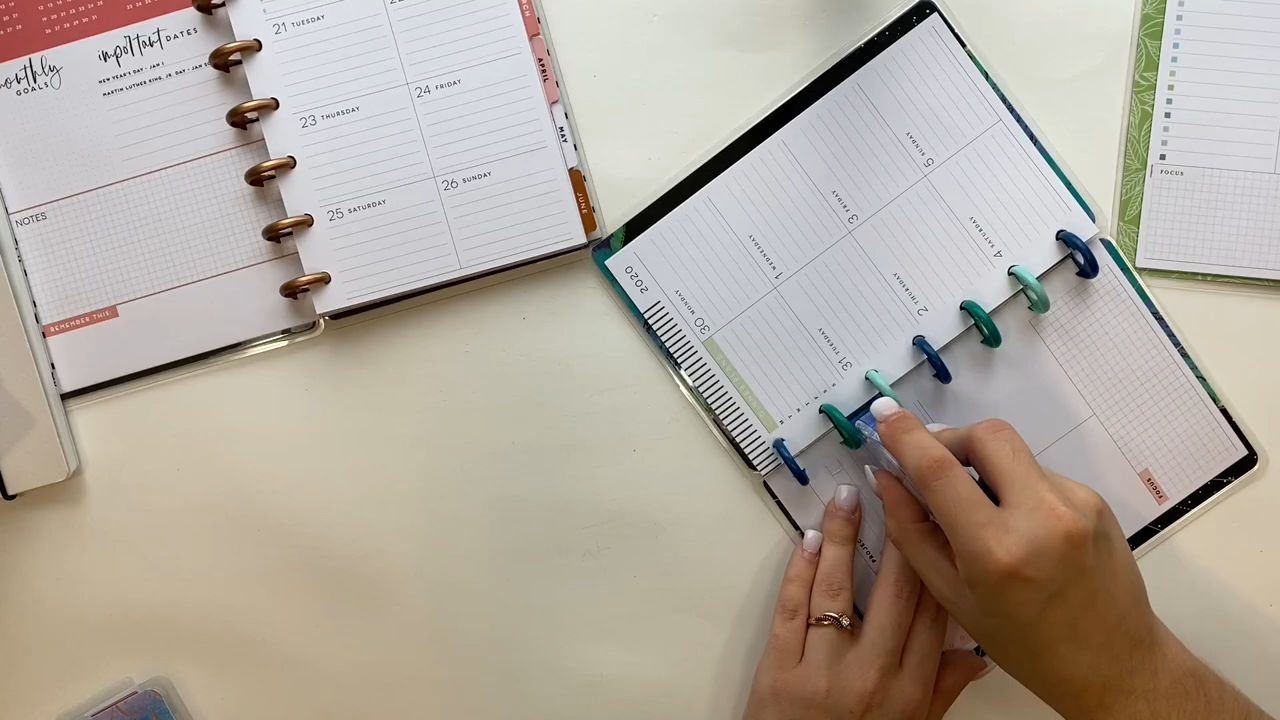 monthly
GOALS
important DATES
NEW YEAR'S DAY - JAN 1
MARTIN LUTHER KING, JR. DAY - JAN
NOTES
REMEMBER THIS:
21 TUESDAY
23 THURSDAY
24 FRIDAY
25 SATURDAY
26 SUNDAY
APRIL
MAY
JUNE
2020
30 MONDAY
31 TUESDAY
1 WEDNESDAY
2 THURSDAY
3 FRIDAY
4 SATURDAY
5 SUNDAY
PROJEC
FOCUS
FOCUS